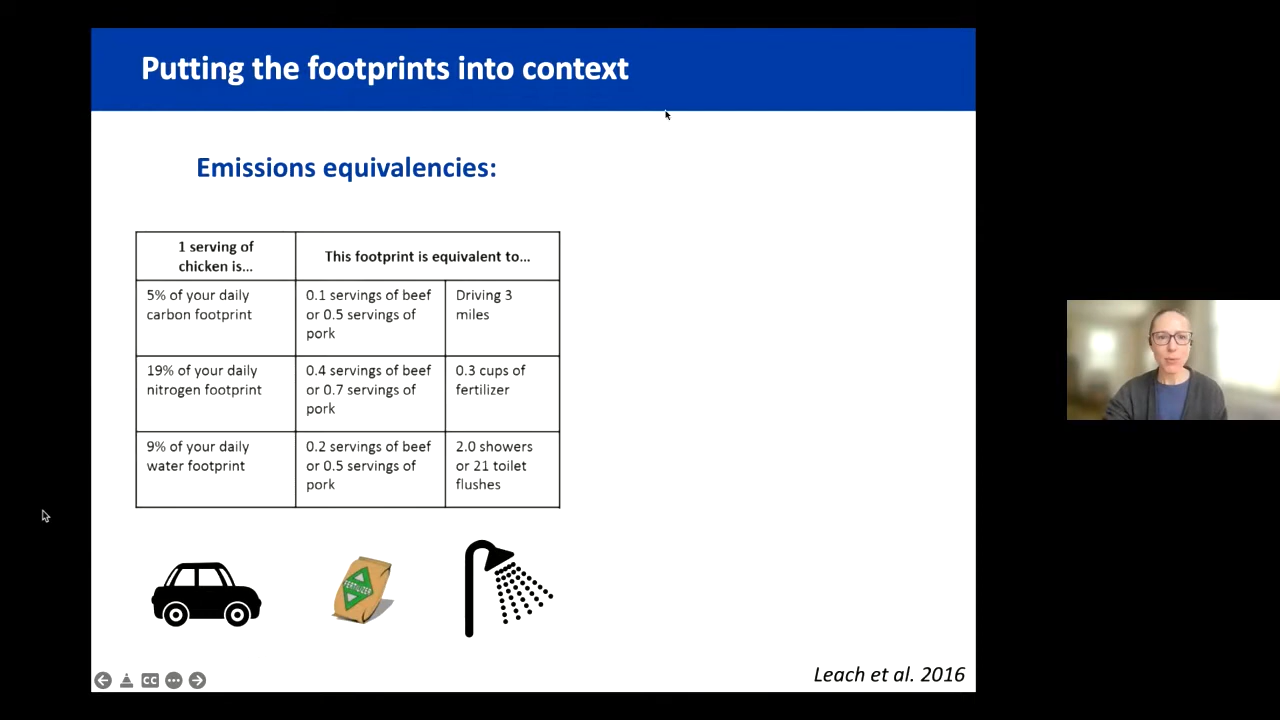 Putting the footprints into context
Emissions equivalencies:
1 serving of
chicken is...
This footprint is equivalent to...
5% of your daily
carbon footprint
0.1 servings of beef
or 0.5 servings of
pork
Driving 3
miles
19% of your daily
nitrogen footprint
0.4 servings of beef
or 0.7 servings of
pork
0.3 cups of
fertilizer
9% of your daily
water footprint
0.2 servings of beef
or 0.5 servings of
pork
2.0 showers
or 21 toilet
flushes
FERTILIZER
CC
Leach et al. 2016